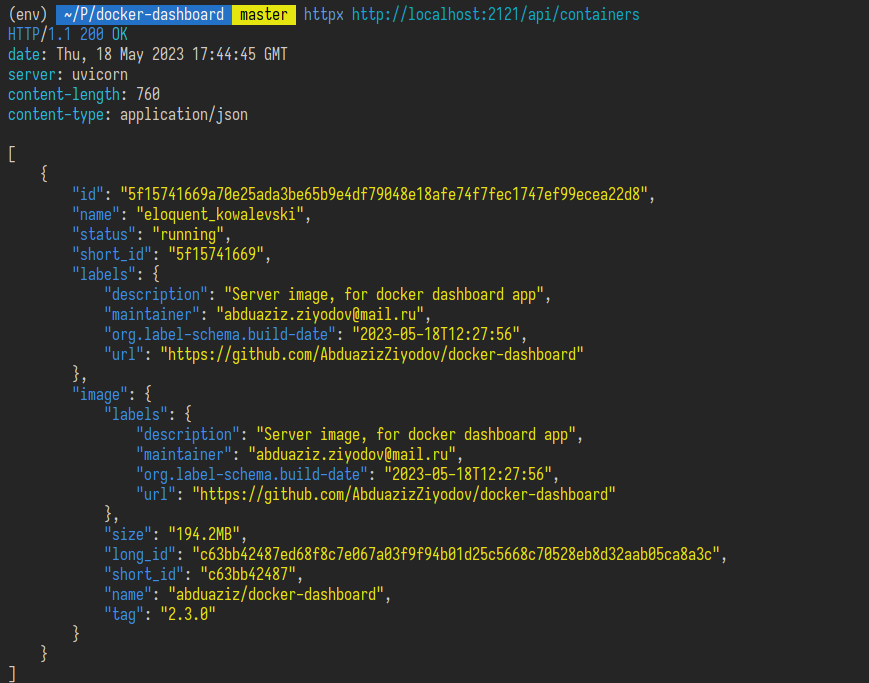 (env) ~/P/docker-dashboard master httpx http://localhost:2121/api/containers
HTTP/1.1 200 OK
date: Thu, 18 May 2023 17:44:45 GMT
server: uvicorn
content-length: 760
content-type: application/json

[
    {
        "id": "5f15741669a70e25ada3be65b9e4df79048e18afe74f7fec1747ef99ecea22d8",
        "name": "eloquent_kowalevski",
        "status": "running",
        "short_id": "5f15741669",
        "labels": {
            "description": "Server image, for docker dashboard app",
            "maintainer": "abduaziz.ziyodov@mail.ru",
            "org.label-schema.build-date": "2023-05-18T12:27:56",
            "url": "https://github.com/AbduazizZiyodov/docker-dashboard"
        },
        "image": {
            "labels": {
                "description": "Server image, for docker dashboard app",
                "maintainer": "abduaziz.ziyodov@mail.ru",
                "org.label-schema.build-date": "2023-05-18T12:27:56",
                "url": "https://github.com/AbduazizZiyodov/docker-dashboard"
            },
            "size": "194.2MB",
            "long_id": "c63bb42487ed68f8c7e067a03f9f94b01d25c5668c70528eb8d32aab05ca8a3c",
            "short_id": "c63bb42487",
            "name": "abduaziz/docker-dashboard",
            "tag": "2.3.0"
        }
    }
]